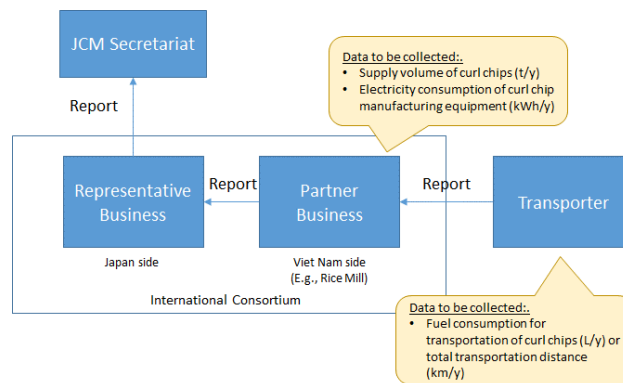 JCM Secretariat
Data to be collected:.
• Supply volume of curl chips (t/y)
• Electricity consumption of curl chip
manufacturing equipment (kWh/y)
Report
Representative
Business
Report
Partner
Business
Report
Transporter
Japan side
Viet Nam side
(E.g., Rice Mill)
International Consortium
Data to be collected:.
• Fuel consumption for
transportation of curl chips (L/y) or
total transportation distance
(km/y)